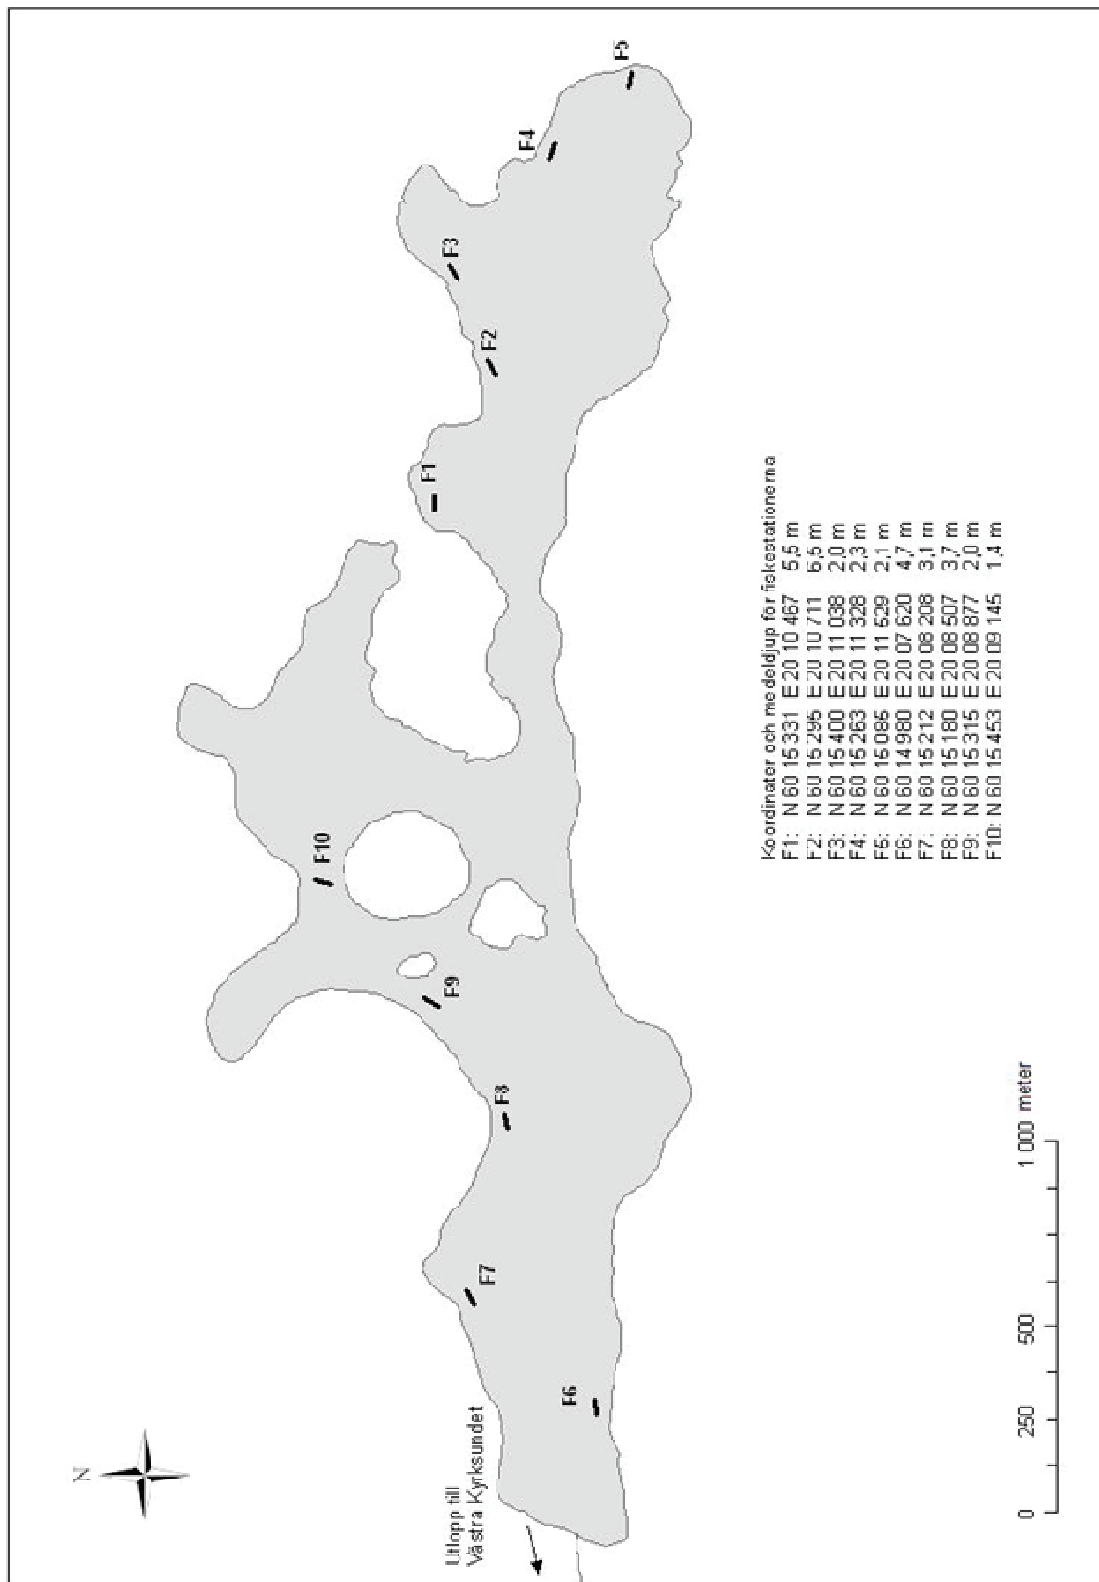 N
F5
F4
F3
F2
F1
F10
F9
F8
F7
F6
Utlopp till
Västra Kyrksundet
Koordinater och medeldjup för fiskestationerna
F1: N 60 15 331 E 20 10 467 5,5 m
F2: N 60 15 295 E 20 10 711 5,5 m
F3: N 60 15 400 E 20 11 038 2,0 m
F4: N 60 15 263 E 20 11 328 2,3 m
F5: N 60 15 085 E 20 11 529 2,1 m
F6: N 60 14 980 E 20 07 620 4,7 m
F7: N 60 15 212 E 20 08 208 3,1 m
F8: N 60 15 180 E 20 08 507 3,7 m
F9: N 60 15 315 E 20 08 877 2,0 m
F10: N 60 15 453 E 20 09 145 1,4 m
0 250 500 1 000 meter